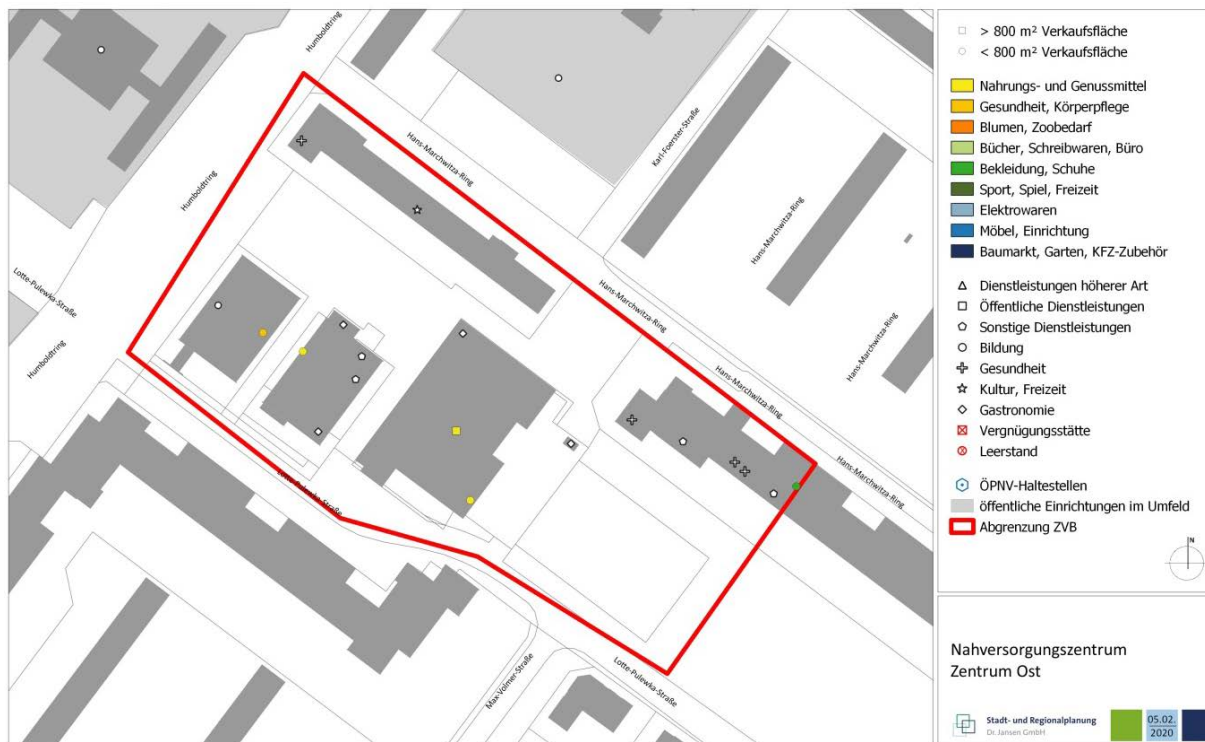 Humboldtring
Hans-Marchwitza-Ring
Karl-Foerster-Straße
Humboldtring
Hans-Marchwitza-Ring
Lotte-Pulewka-Straße
Hans-Marchwitza-Ring
Humboldtring
Hans-Marchwitza-Ring
Hans-Marchwitza-Ring
Hans-Marchwitza-Ring
Lotte-Pulewka-Straße
Max-Volmer-Straße
Lotte-Pulewka-Straße
> 800 m² Verkaufsfläche
< 800 m² Verkaufsfläche
Nahrungs- und Genussmittel
Gesundheit, Körperpflege
Blumen, Zoobedarf
Bücher, Schreibwaren, Büro
Bekleidung, Schuhe
Sport, Spiel, Freizeit
Elektrowaren
Möbel, Einrichtung
Baumarkt, Garten, KFZ-Zubehör
Dienstleistungen höherer Art
Öffentliche Dienstleistungen
Sonstige Dienstleistungen
Bildung
Gesundheit
Kultur, Freizeit
Gastronomie
Vergnügungsstätte
Leerstand
ÖPNV-Haltestellen
öffentliche Einrichtungen im Umfeld
Abgrenzung ZVB
N
Nahversorgungszentrum
Zentrum Ost
Stadt- und Regionalplanung
Dr. Jansen GmbH
05.02.
2020